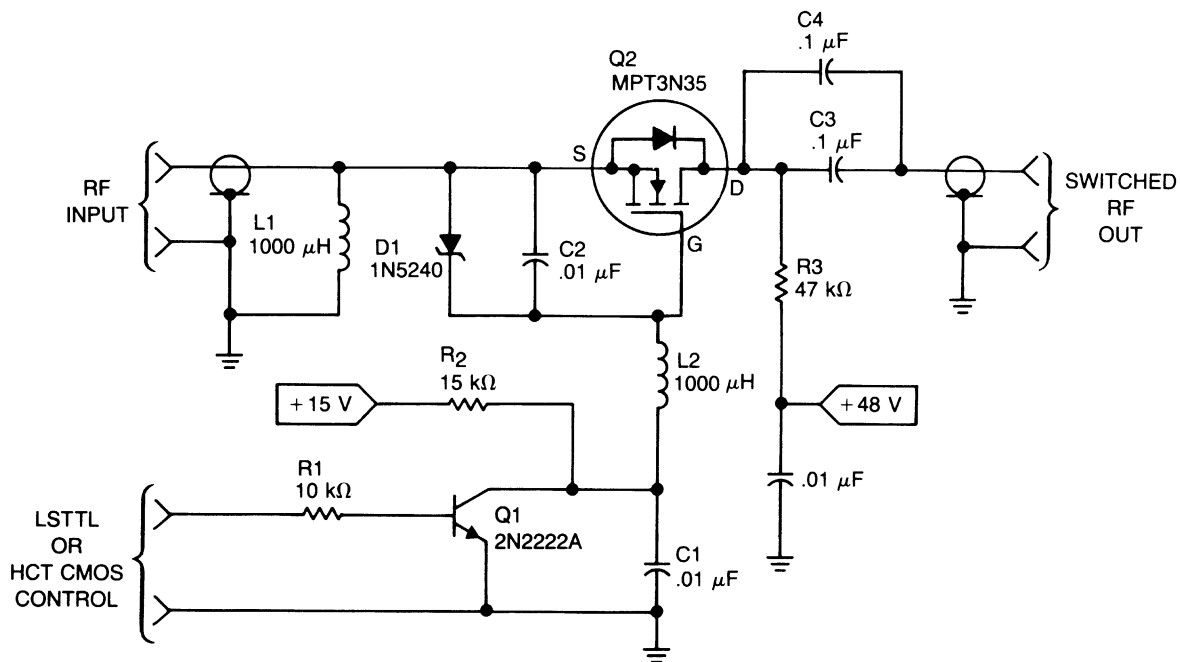 C4
.1 μF
Q2
MPT3N35
C3
.1 μF
S
D
G
RF
INPUT
L1
1000 μH
D1
1N5240
C2
.01 μF
SWITCHED
RF
OUT
R3
47 kΩ
R2
15 kΩ
L2
1000 μH
+15 V
+48 V
R1
10 kΩ
.01 μF
LSTTL
OR
HCT CMOS
CONTROL
Q1
2N2222A
C1
.01 μF